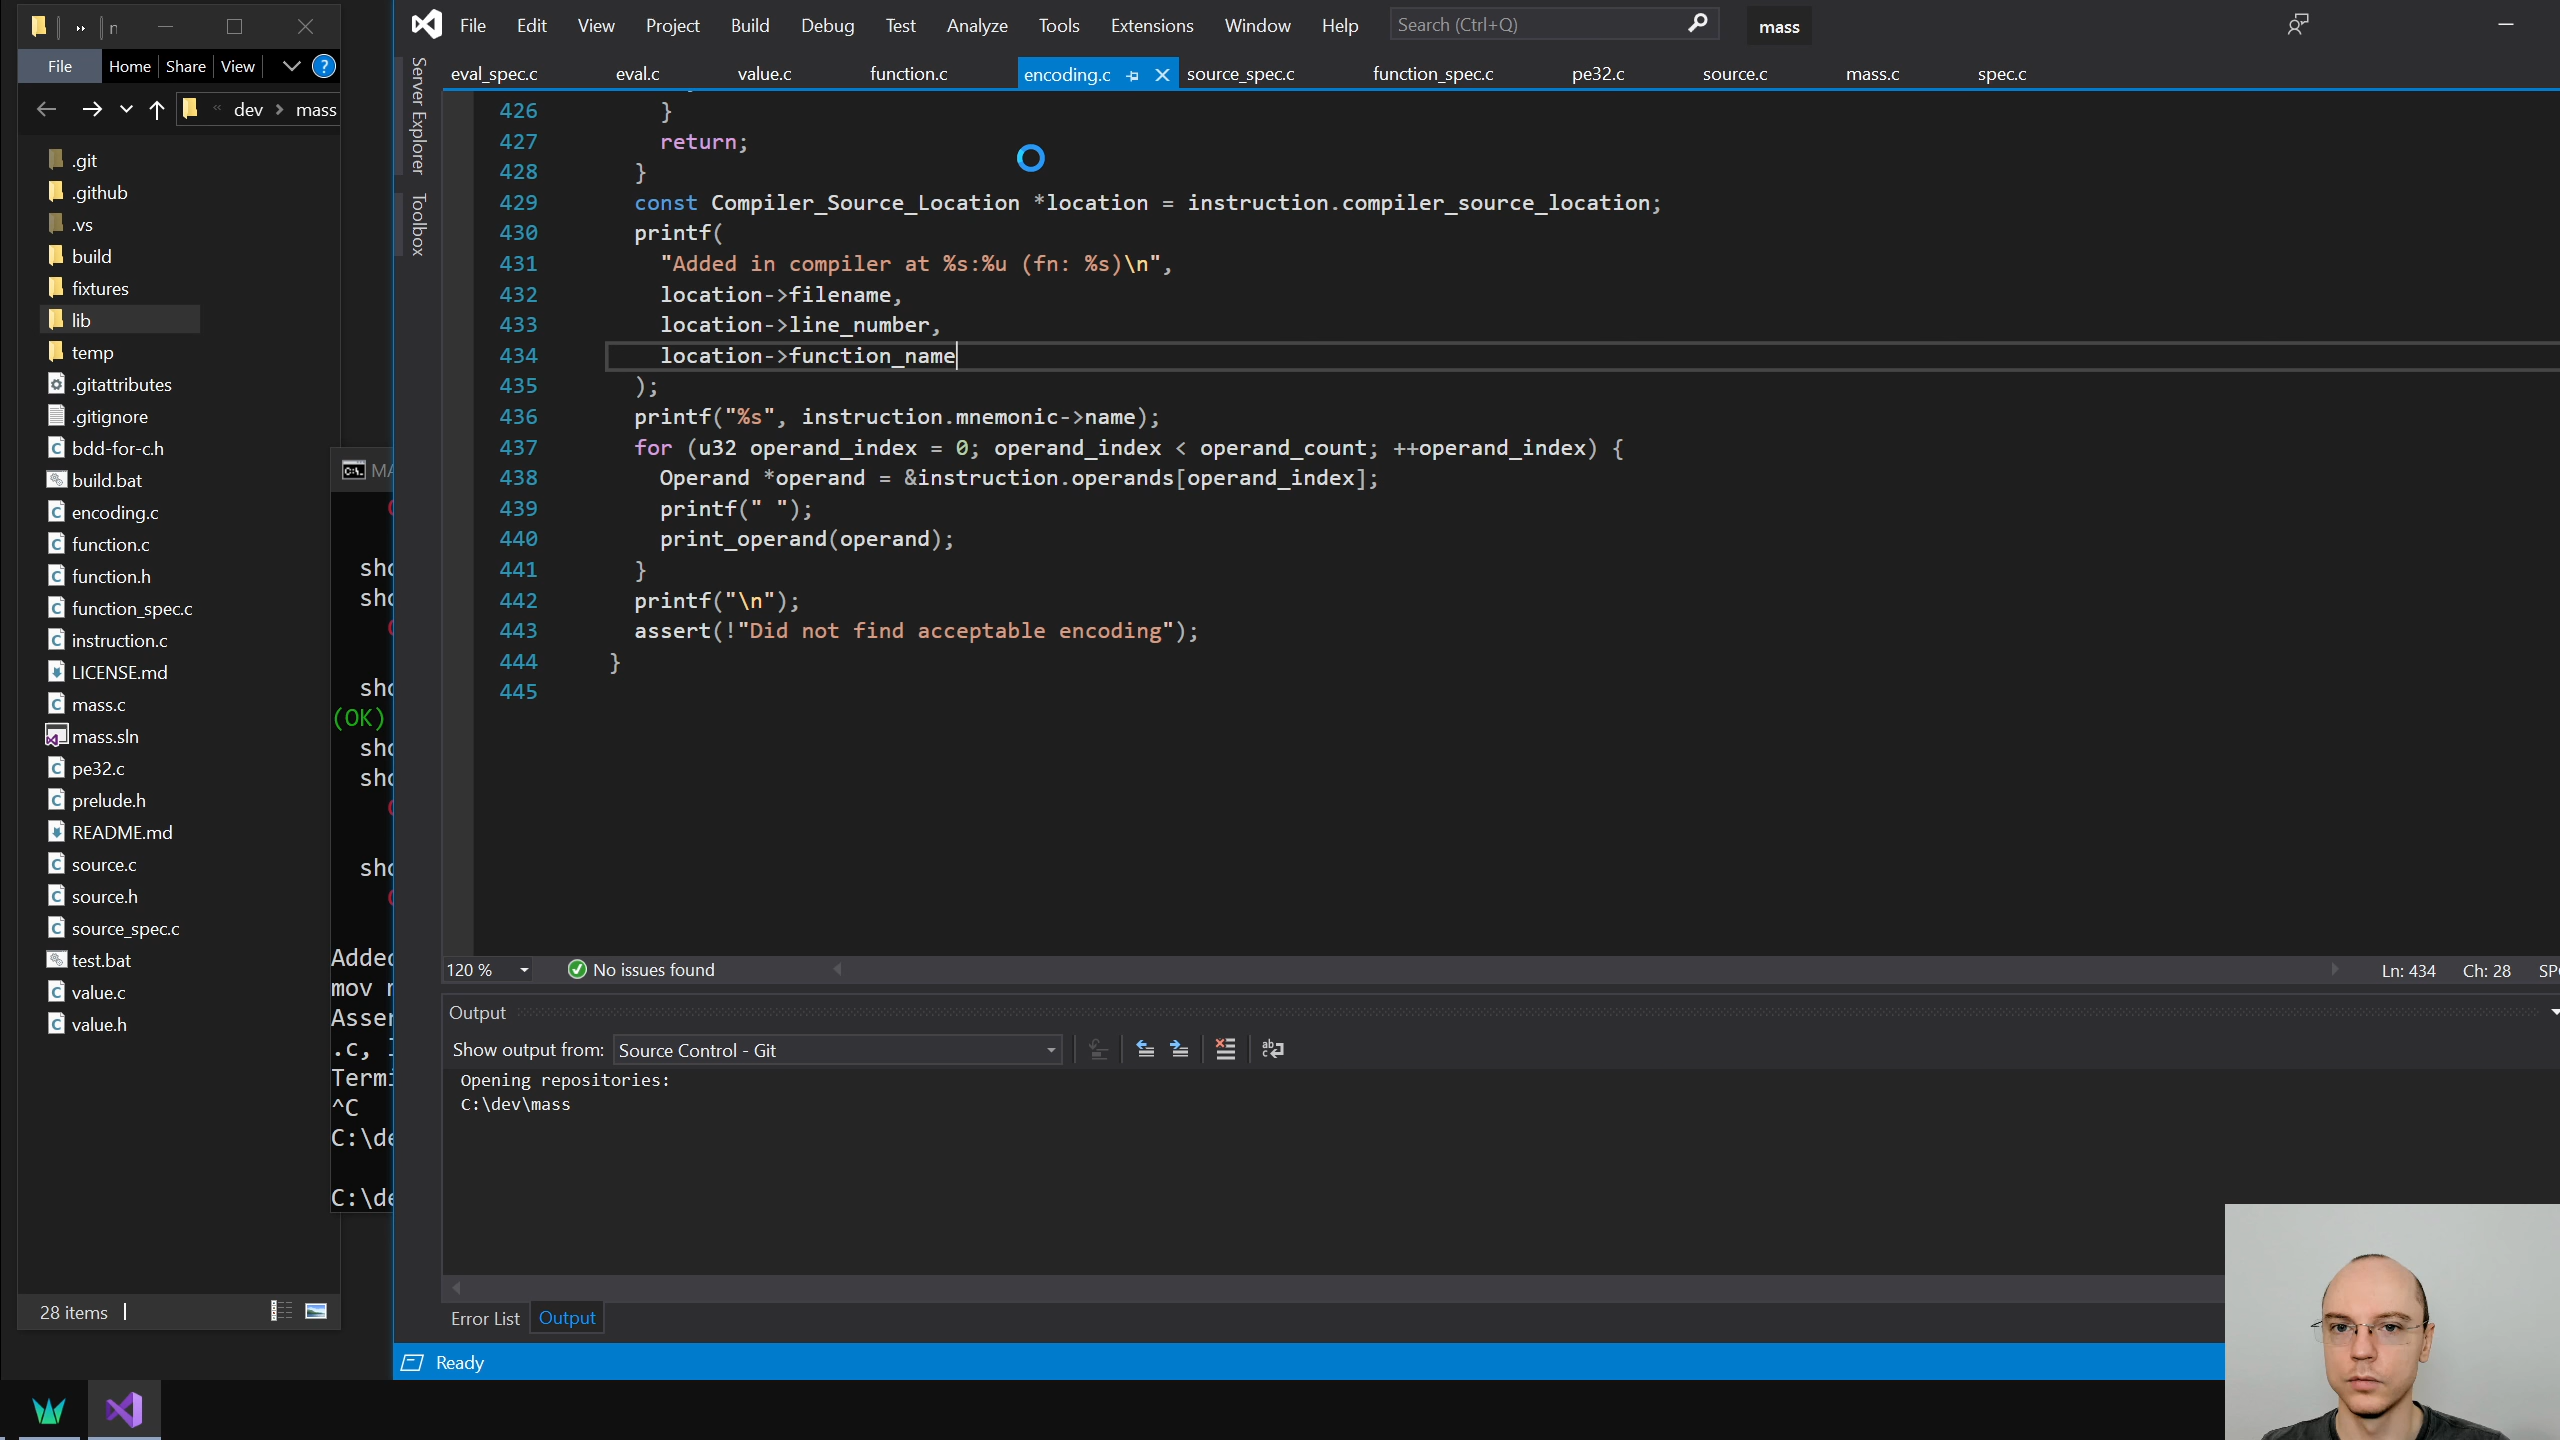 File Home Share View
dev mass
.git
.github
.vs
build
fixtures
lib
temp
.gitattributes
.gitignore
bdd-for-c.h
build.bat
encoding.c
function.c
function.h
function_spec.c
instruction.c
LICENSE.md
mass.c
mass.sln
pe32.c
prelude.h
README.md
source.c
source.h
source_spec.c
test.bat
value.c
value.h
28 items
(OK)
Added
mov
.c,
^C
File Edit View Project Build Debug Test Analyze Tools Extensions Window Help Search (Ctrl+Q) mass
Server Explorer
Toolbox
eval_spec.c eval.c value.c function.c encoding.c source_spec.c function_spec.c pe32.c source.c mass.c spec.c
426 }
427 return;
428 }
429 const Compiler_Source_Location *location = instruction.compiler_source_location;
430 printf(
431 "Added in compiler at %s:%u (fn: %s)\n",
432 location->filename,
433 location->line_number,
434 location->function_name
435 );
436 printf("%s", instruction.mnemonic->name);
437 for (u32 operand_index = 0; operand_index < operand_count; ++operand_index) {
438 Operand *operand = &instruction.operands[operand_index];
439 printf(" ");
440 print_operand(operand);
441 }
442 printf("\n");
443 assert(!"Did not find acceptable encoding");
444 }
445
120 % No issues found Ln: 434 Ch: 28
Output
Show output from: Source Control - Git
Opening repositories:
C:\dev\mass
Error List Output
Ready